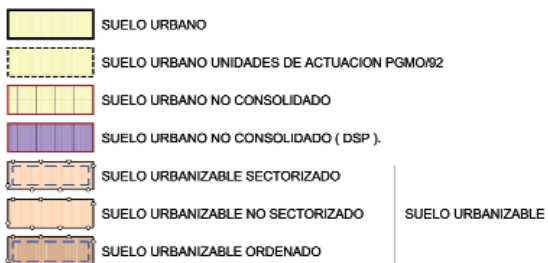 SUELO URBANO
SUELO URBANO UNIDADES DE ACTUACION PGMO/92
SUELO URBANO NO CONSOLIDADO
SUELO URBANO NO CONSOLIDADO ( DSP ).
SUELO URBANIZABLE SECTORIZADO
SUELO URBANIZABLE NO SECTORIZADO
SUELO URBANIZABLE
SUELO URBANIZABLE ORDENADO